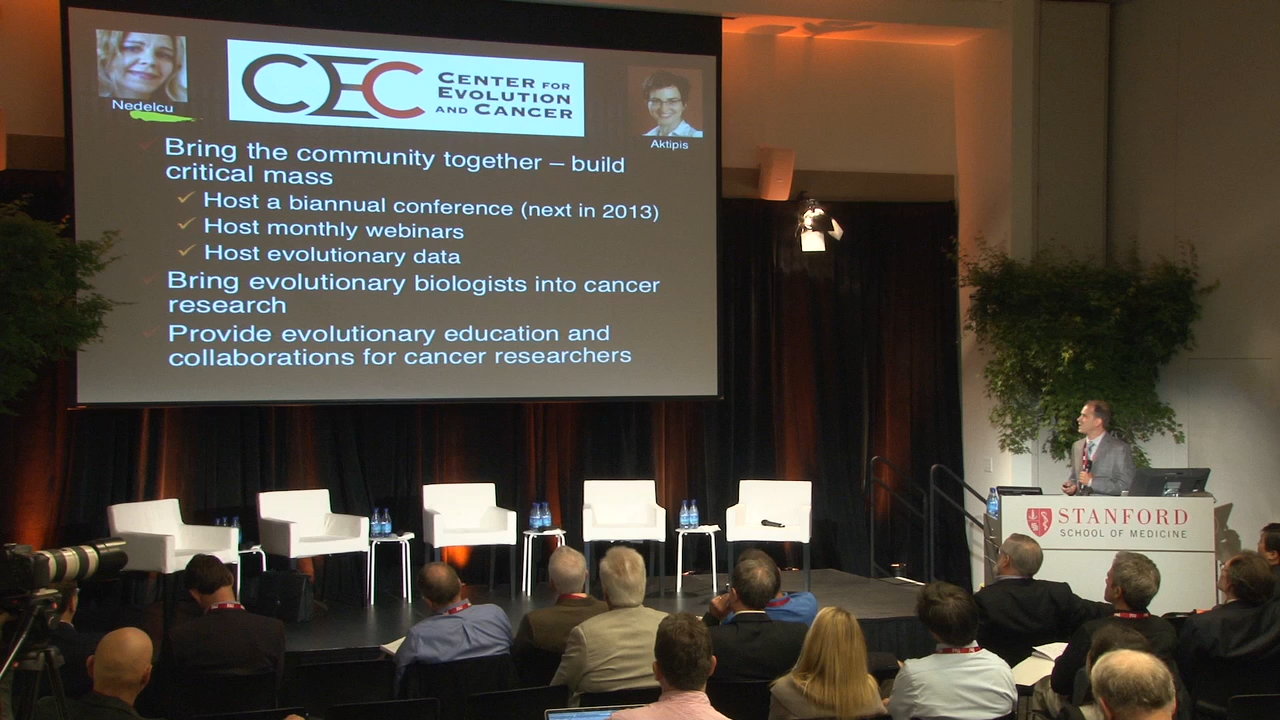 Nedelcu
CEC
CENTER FOR
EVOLUTION
AND CANCER
Aktipis
Bring the community together – build
critical mass
Host a biannual conference (next in 2013)
Host monthly webinars
Host evolutionary data
Bring evolutionary biologists into cancer
research
Provide evolutionary education and
collaborations for cancer researchers
STANFORD
SCHOOL OF MEDICINE